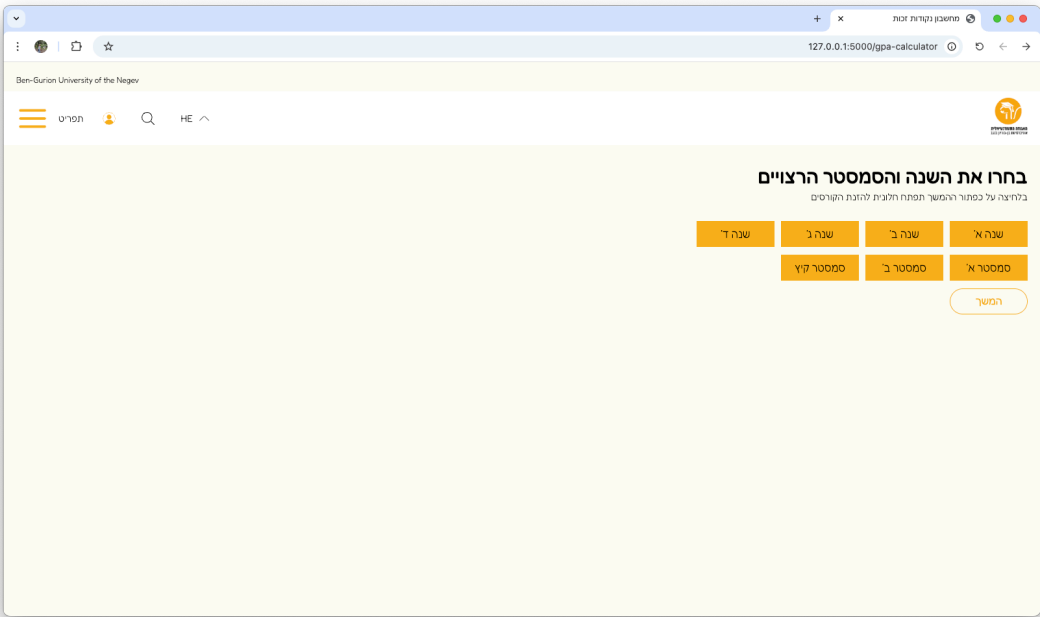 מחשבון נקודות זכות
127.0.0.1:5000/gpa-calculator
Ben-Gurion University of the Negev
HE
תפריט
בחרו את השנה והסמסטר הרצויים
בלחיצה על כפתור ההמשך תפתח חלונית להזנת הקורסים
שנה א' שנה ב' שנה ג' שנה ד'
סמסטר א' סמסטר ב' סמסטר קיץ
המשך